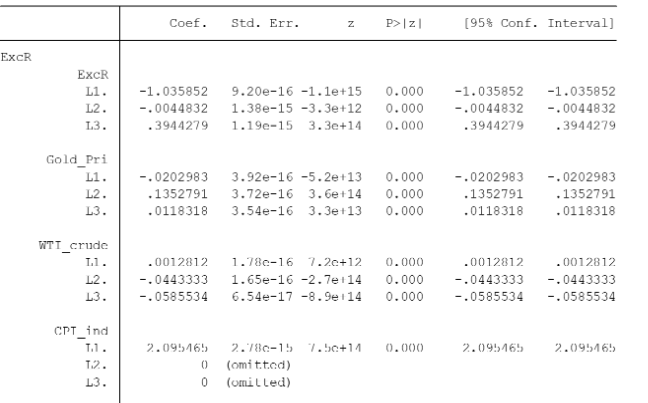 Coef. Std. Err. z P>|z| [95% Conf. Interval]
ExcR
ExcR
L1. -1.035852 9.20e-16 -1.1e+15 0.000 -1.035852 -1.035852
L2. -.0044832 1.38e-15 -3.3e+12 0.000 -.0044832 -.0044832
L3. .3944279 1.19e-15 3.3e+14 0.000 .3944279 .3944279
Gold_Pri
L1. -.0202983 3.92e-16 -5.2e+13 0.000 -.0202983 -.0202983
L2. .1352791 3.72e-16 3.6e+14 0.000 .1352791 .1352791
L3. .0118318 3.54e-16 3.3e+13 0.000 .0118318 .0118318
WTI_crude
L1. .0012812 1.78e-16 7.2e+12 0.000 .0012812 .0012812
L2. -.0443333 1.65e-16 -2.7e+14 0.000 -.0443333 -.0443333
L3. -.0585534 6.54e-17 -8.9e+14 0.000 -.0585534 -.0585534
CPI_ind
L1. 2.095465 2.78e-15 7.5e+14 0.000 2.095465 2.095465
L2. 0 (omitted)
L3. 0 (omitted)